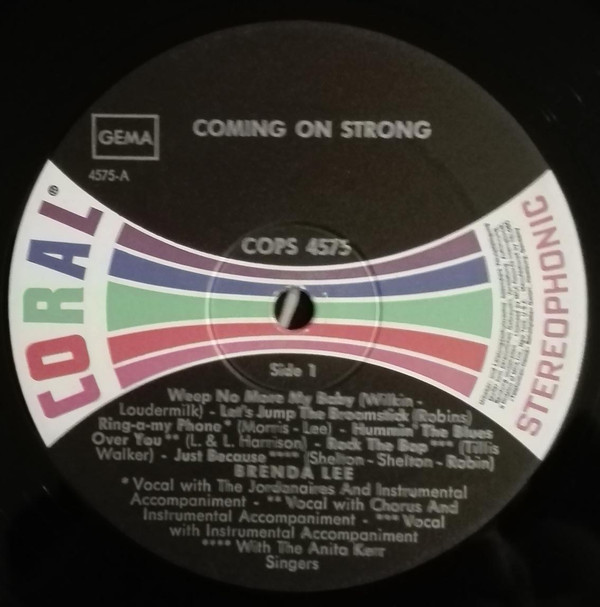 GEMA
COMING ON STRONG
4575-A
CORAL®
COPS 4575
STEREOPHONIC
Side 1
Weep No More My Baby (Wilkin -
Loudermilk) - Let's Jump The Broomstick (Robins)
Ring-a-my Phone * (Morris - Lee) - Hummin' The Blues
Over You ** (L. & L. Harrison) - Rock The Bop *** (Tillis
Walker) - Just Because **** (Shelton - Shelton - Robin)
BRENDA LEE
* Vocal with The Jordanaires And Instrumental
Accompaniment - ** Vocal with Chorus And
Instrumental Accompaniment - *** Vocal
with Instrumental Accompaniment
**** With The Anita Kerr
Singers